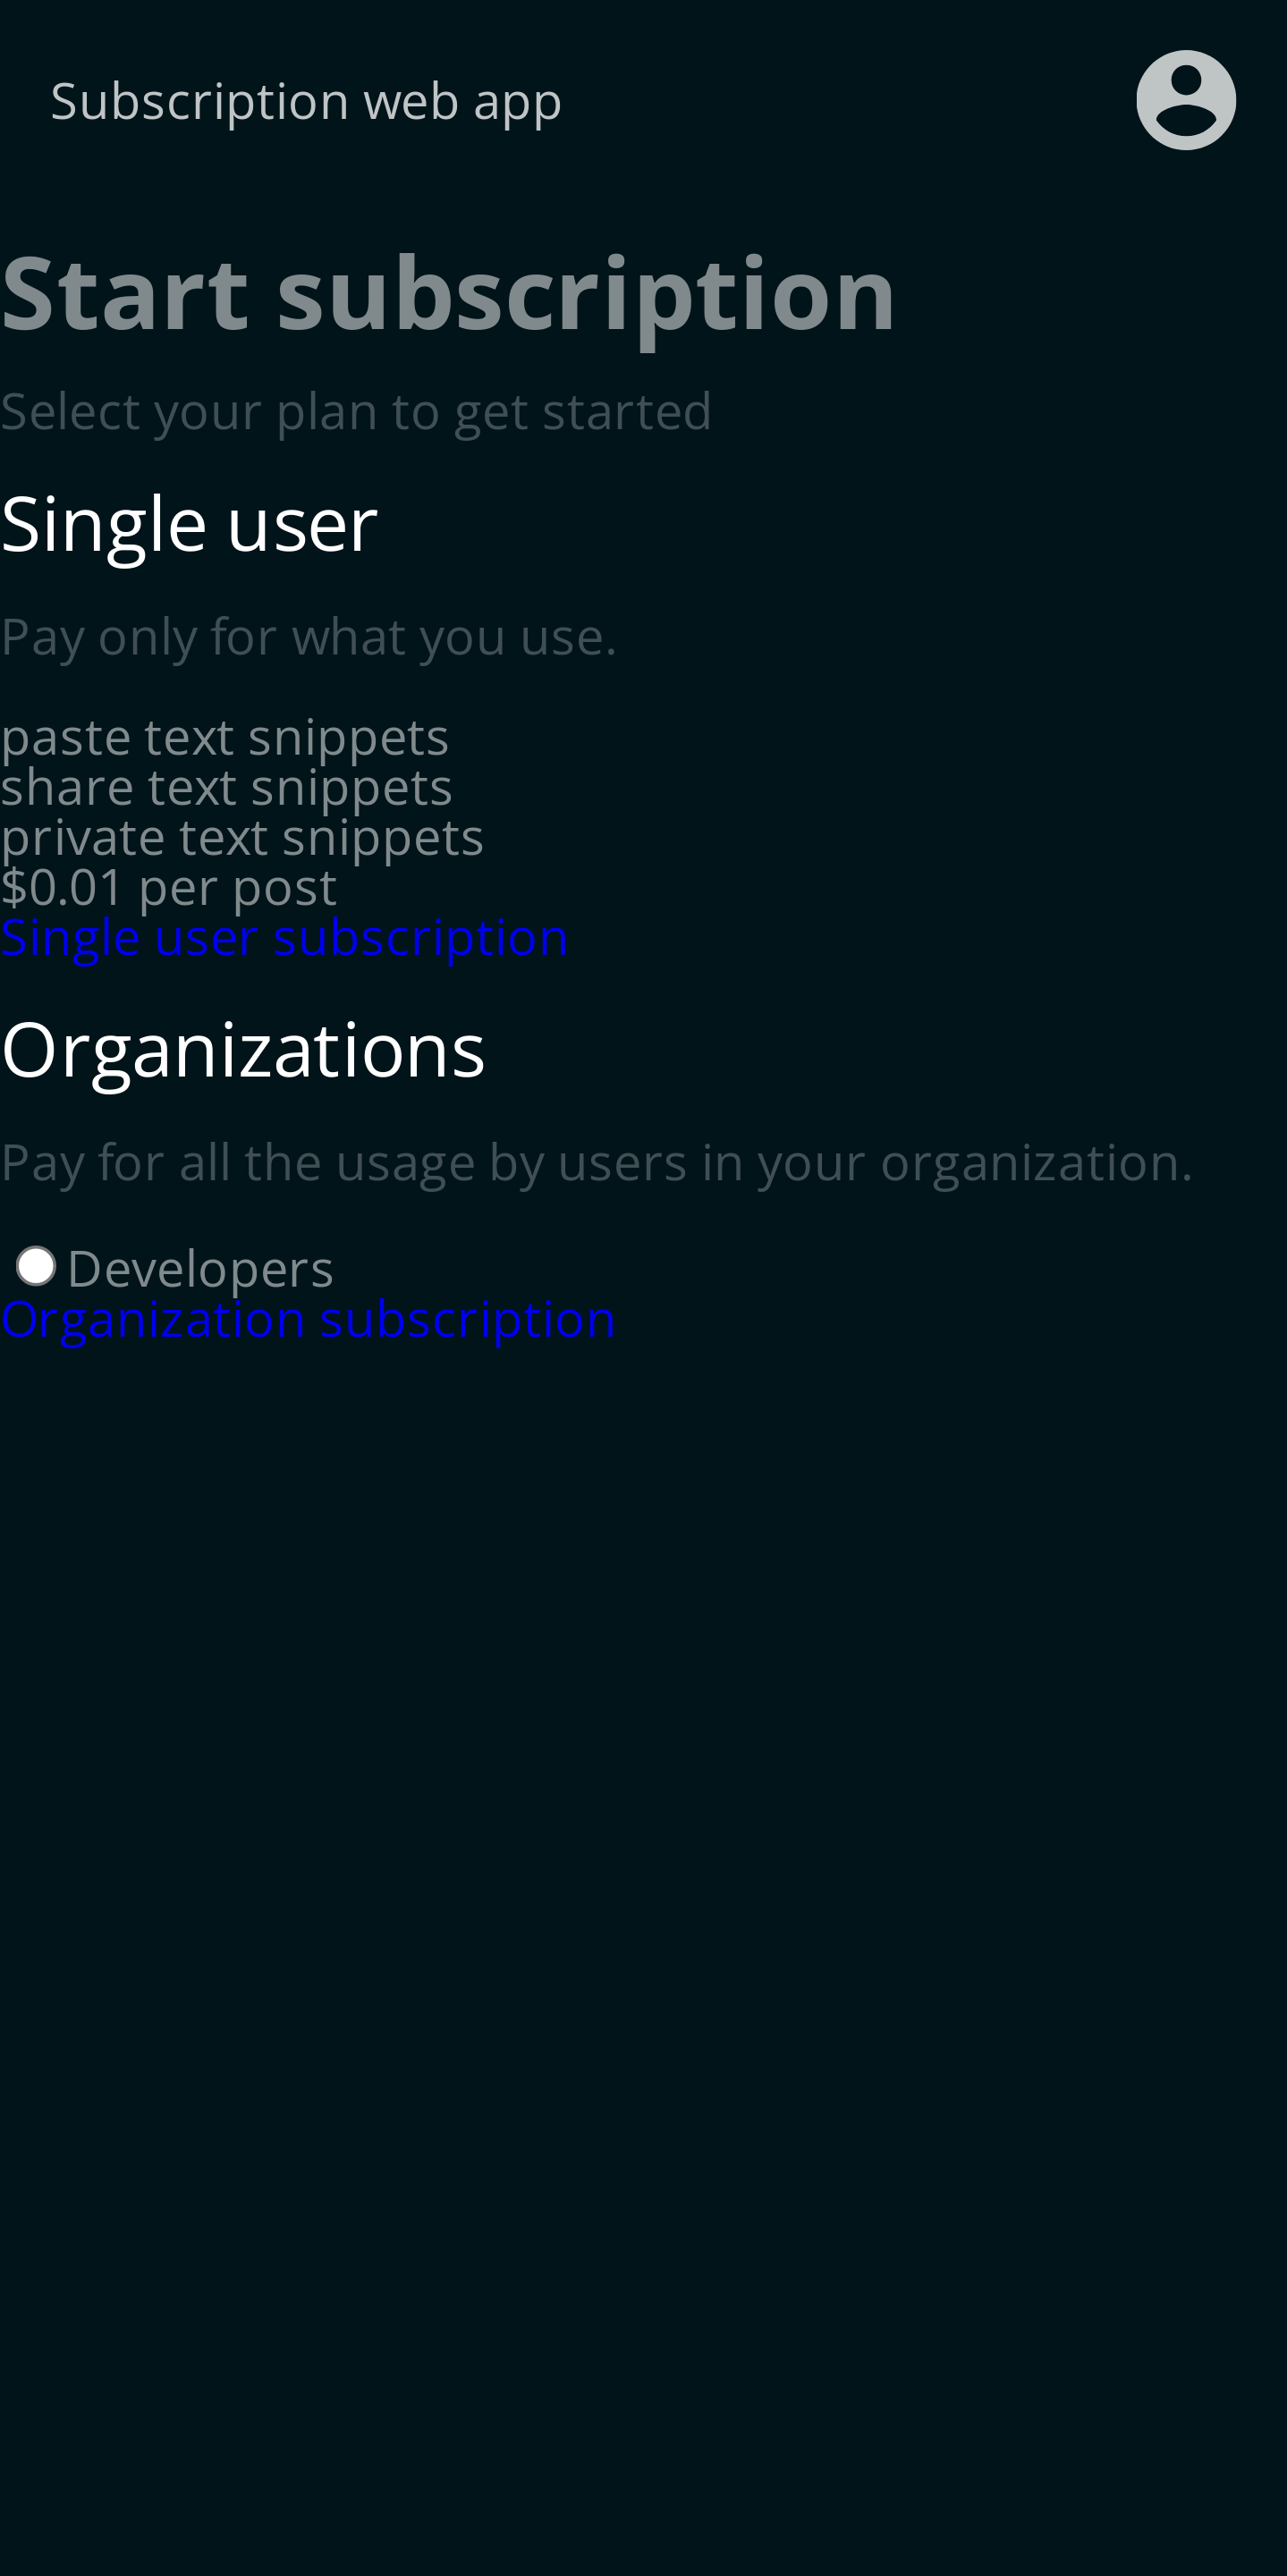 Subscription web app
Start subscription
Select your plan to get started
Single user
Pay only for what you use.
paste text snippets
share text snippets
private text snippets
$0.01 per post
Single user subscription
Organizations
Pay for all the usage by users in your organization.
Developers
Organization subscription